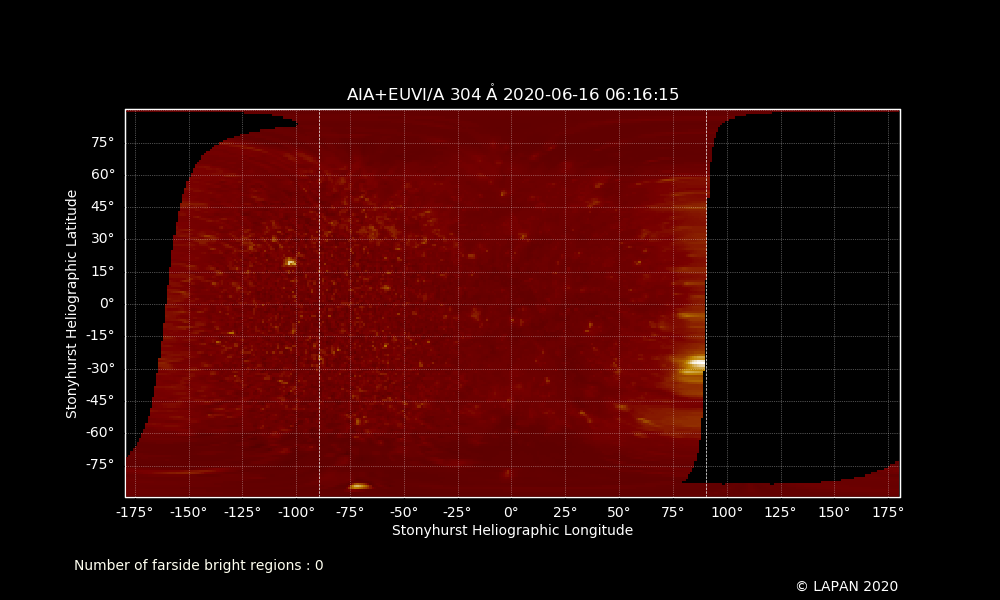 AIA+EUVI/A 304 Å 2020-06-16 06:16:15
Stonyhurst Heliographic Latitude
75°
60°
45°
30°
15°
0°
-15°
-30°
-45°
-60°
-75°
-175° -150° -125° -100° -75° -50° -25° 0° 25° 50° 75° 100° 125° 150° 175°
Stonyhurst Heliographic Longitude
Number of farside bright regions : 0
© LAPAN 2020